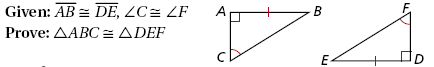 Given: AB ≅ DE, ∠C ≅ ∠F
Prove: △ABC ≅ △DEF
A B
C
F
E D